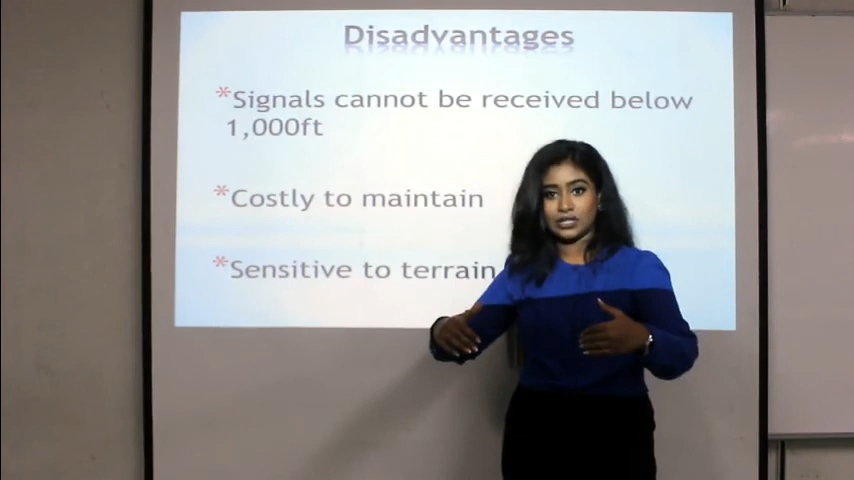 Disadvantages
*Signals cannot be received below
1,000ft
*Costly to maintain
*Sensitive to terrain